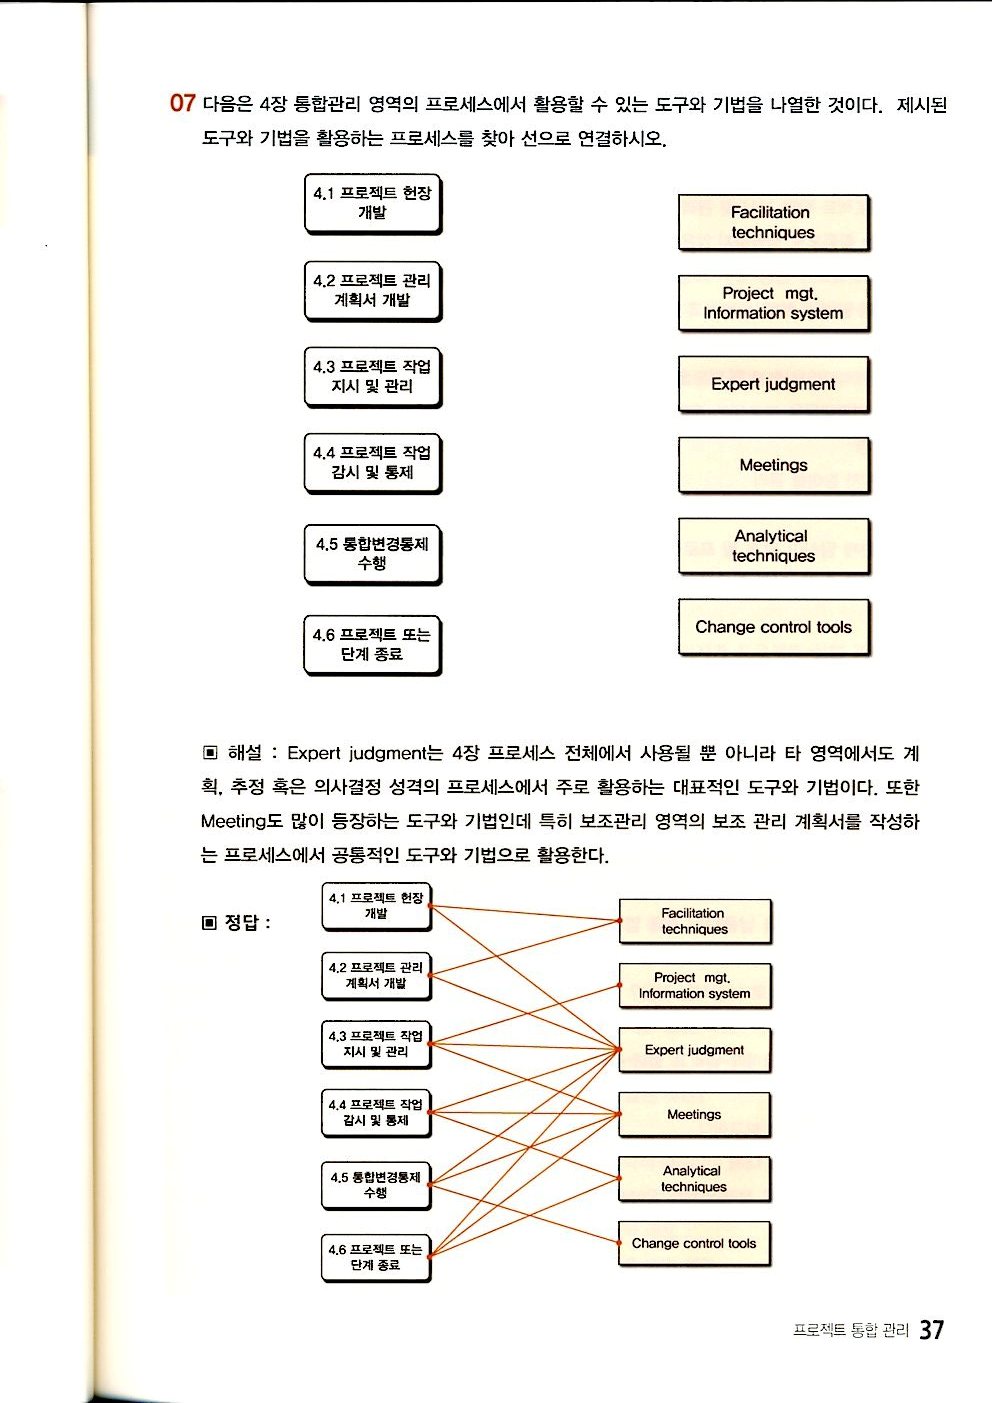 07 다음은 4장 통합관리 영역의 프로세스에서 활용할 수 있는 도구와 기법을 나열한 것이다. 제시된
도구와 기법을 활용하는 프로세스를 찾아 선으로 연결하시오.
4.1 프로젝트 헌장
개발
4.2 프로젝트 관리
계획서 개발
4.3 프로젝트 작업
지시 및 관리
4.4 프로젝트 작업
감시 및 통제
4.5 통합변경통제
수행
4.6 프로젝트 또는
단계 종료
Facilitation
techniques
Project mgt.
Information system
Expert judgment
Meetings
Analytical
techniques
Change control tools
▣ 해설 : Expert judgment는 4장 프로세스 전체에서 사용될 뿐 아니라 타 영역에서도 계
획, 추정 혹은 의사결정 성격의 프로세스에서 주로 활용하는 대표적인 도구와 기법이다. 또한
Meeting도 많이 등장하는 도구와 기법인데 특히 보조관리 영역의 보조 관리 계획서를 작성하
는 프로세스에서 공통적인 도구와 기법으로 활용한다.
▣ 정답 :
4.1 프로젝트 헌장
개발
4.2 프로젝트 관리
계획서 개발
4.3 프로젝트 작업
지시 및 관리
4.4 프로젝트 작업
감시 및 통제
4.5 통합변경통제
수행
4.6 프로젝트 또는
단계 종료
Facilitation
techniques
Project mgt.
Information system
Expert judgment
Meetings
Analytical
techniques
Change control tools
프로젝트 통합 관리 37